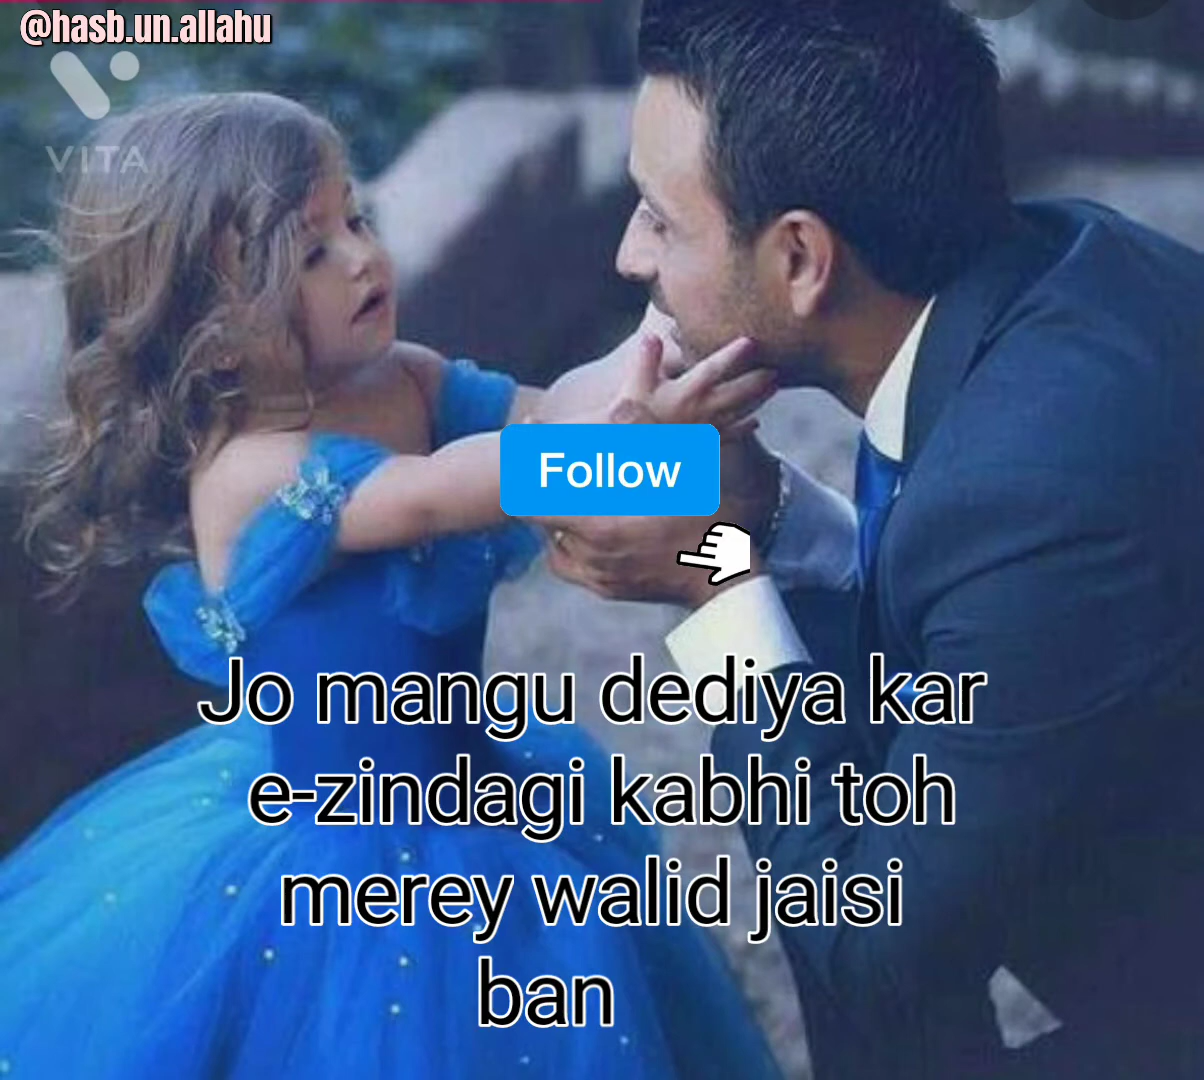 @hasb.un.allahu
VITA
Follow
Jo mangu dediya kar
e-zindagi kabhi toh
merey walid jaisi
ban